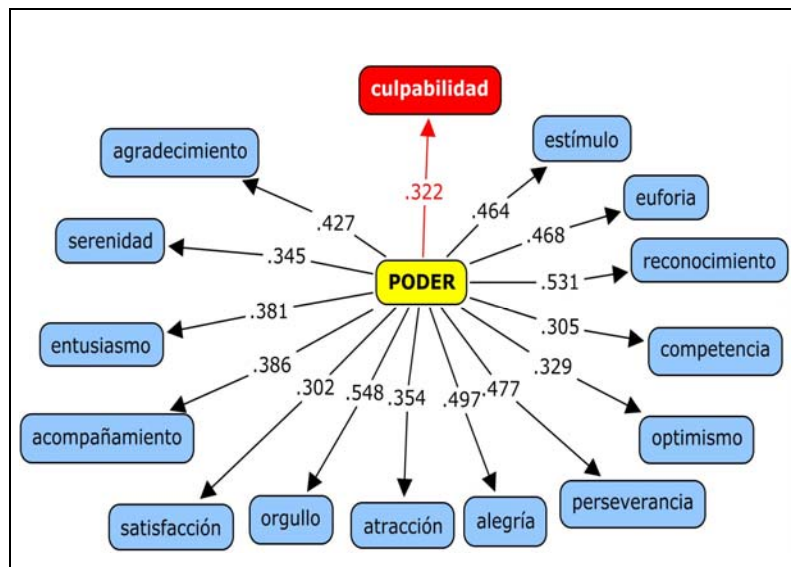 culpabilidad
agradecimiento
estímulo
.322
.464
euforia
.427
.468
serenidad
.345
reconocimiento
PODER
.531
.381
.305
entusiasmo
competencia
.386
.329
.302
.548
.354
.497
.477
acompañamiento
optimismo
satisfacción
orgullo
atracción
alegría
perseverancia